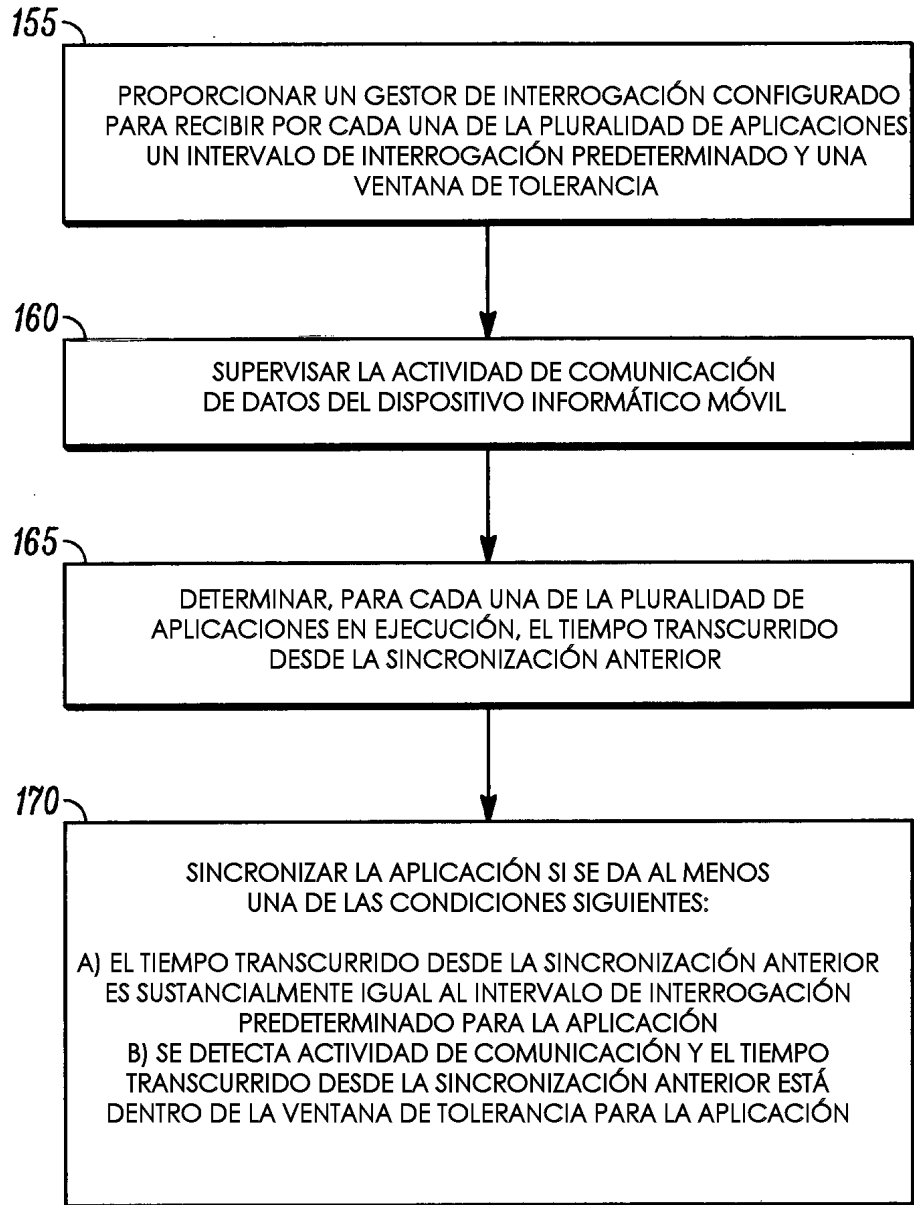 155
PROPORCIONAR UN GESTOR DE INTERROGACIÓN CONFIGURADO
PARA RECIBIR POR CADA UNA DE LA PLURALIDAD DE APLICACIONES
UN INTERVALO DE INTERROGACIÓN PREDETERMINADO Y UNA
VENTANA DE TOLERANCIA
160
SUPERVISAR LA ACTIVIDAD DE COMUNICACIÓN
DE DATOS DEL DISPOSITIVO INFORMÁTICO MÓVIL
165
DETERMINAR, PARA CADA UNA DE LA PLURALIDAD DE
APLICACIONES EN EJECUCIÓN, EL TIEMPO TRANSCURRIDO
DESDE LA SINCRONIZACIÓN ANTERIOR
170
SINCRONIZAR LA APLICACIÓN SI SE DA AL MENOS
UNA DE LAS CONDICIONES SIGUIENTES:
A) EL TIEMPO TRANSCURRIDO DESDE LA SINCRONIZACIÓN ANTERIOR
ES SUSTANCIALMENTE IGUAL AL INTERVALO DE INTERROGACIÓN
PREDETERMINADO PARA LA APLICACIÓN
B) SE DETECTA ACTIVIDAD DE COMUNICACIÓN Y EL TIEMPO
TRANSCURRIDO DESDE LA SINCRONIZACIÓN ANTERIOR ESTÁ
DENTRO DE LA VENTANA DE TOLERANCIA PARA LA APLICACIÓN